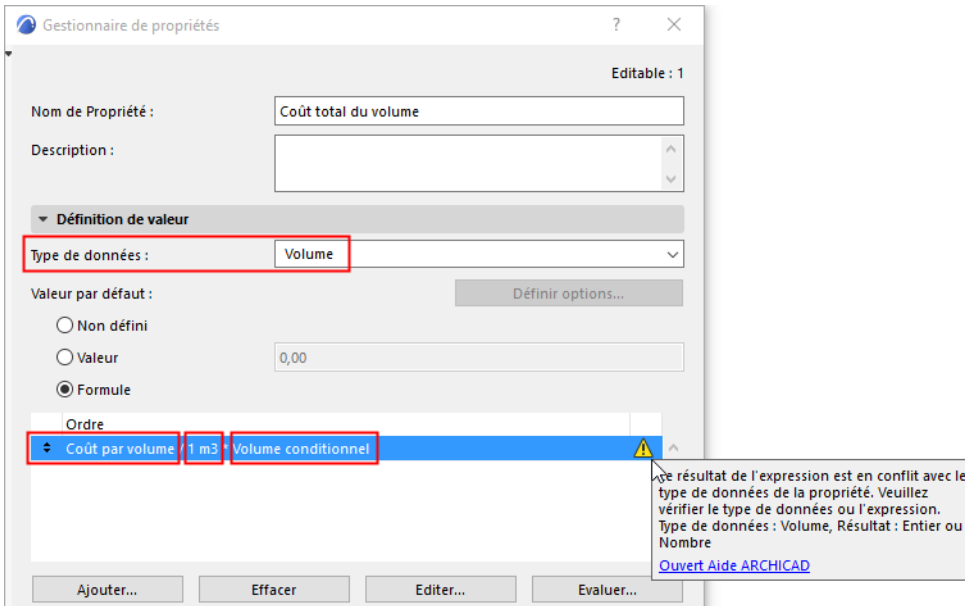 Gestionnaire de propriétés ?
Editable : 1
Nom de Propriété : Coût total du volume
Description :
Définition de valeur
Type de données : Volume
Valeur par défaut : Définir options...
Non défini
Valeur 0,00
Formule
Ordre
Coût par volume / 1 m3 * Volume conditionnel
résultat de l'expression est en conflit avec le
type de données de la propriété. Veuillez
vérifier le type de données ou l'expression.
Type de données : Volume, Résultat : Entier ou
Nombre
Ouvert Aide ARCHICAD
Ajouter... Effacer Editer... Evaluer...